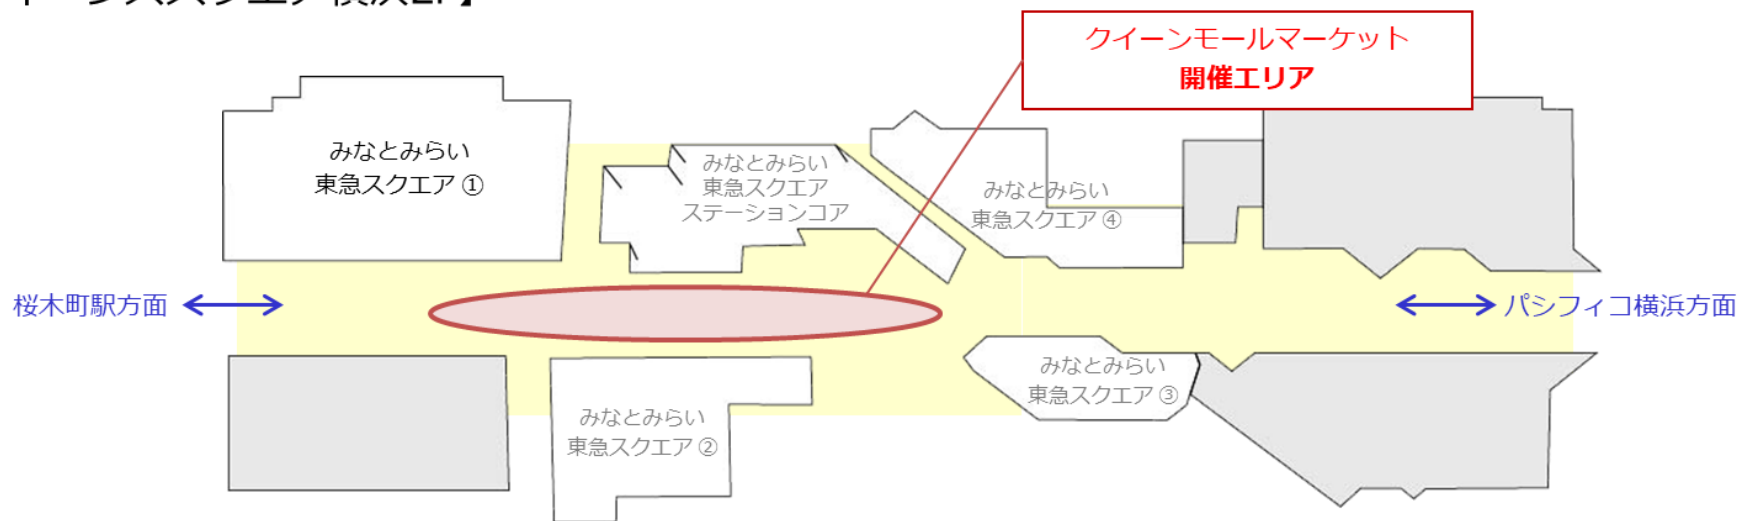 クイーンモールマーケット
開催エリア
みなとみらい
東急スクエア①
みなとみらい
東急スクエア
ステーションコア
みなとみらい
東急スクエア④
桜木町駅方面
パシフィコ横浜方面
みなとみらい
東急スクエア③
みなとみらい
東急スクエア②